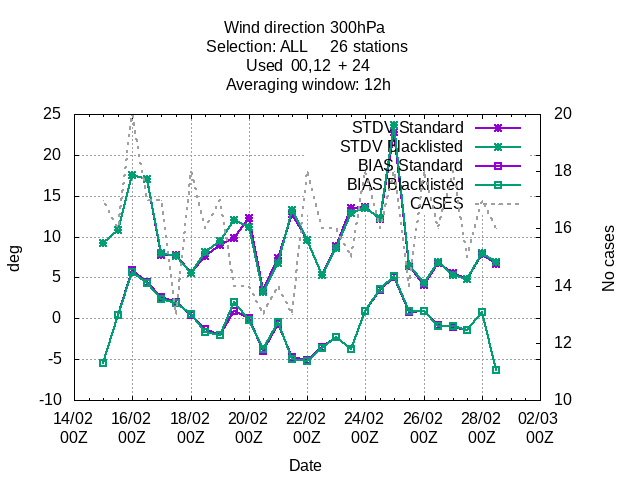 Wind direction 300hPa
Selection: ALL 26 stations
Used 00,12 + 24
Averaging window: 12h
25
20
15
10
5
0
-5
-10
deg
20
18
16
14
12
10
No cases
STDV Standard
STDV Blacklisted
BIAS Standard
BIAS Blacklisted
CASES
14/02 16/02 18/02 20/02 22/02 24/02 26/02 28/02 02/03
00Z 00Z 00Z 00Z 00Z 00Z 00Z 00Z 00Z
Date